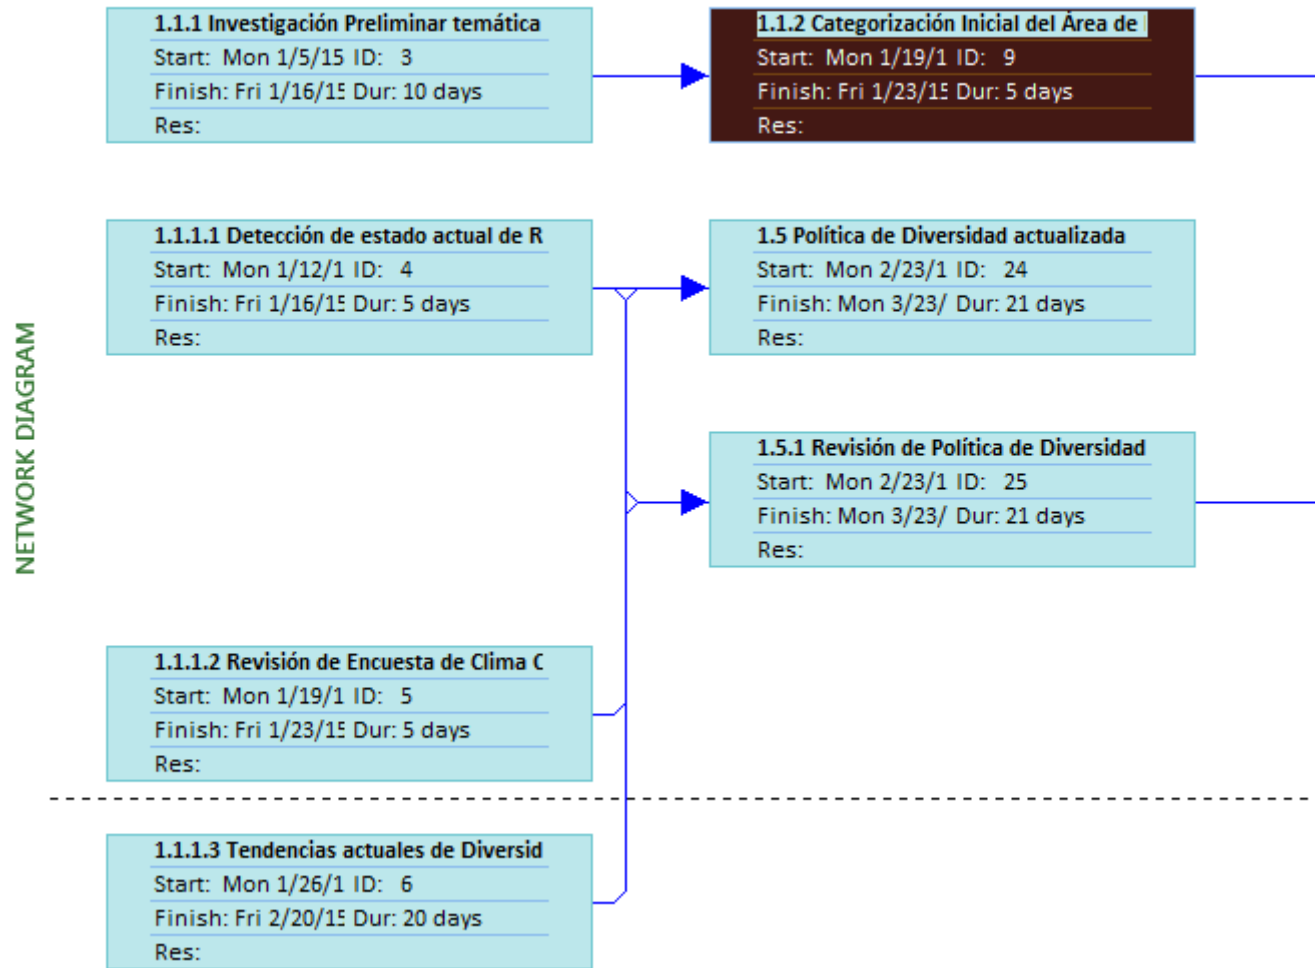 1.1.1 Investigación Preliminar temática
Start: Mon 1/5/15 ID: 3
Finish: Fri 1/16/15 Dur: 10 days
Res:
1.1.2 Categorización Inicial del Área de
Start: Mon 1/19/1 ID: 9
Finish: Fri 1/23/15 Dur: 5 days
Res:
1.1.1.1 Detección de estado actual de R
Start: Mon 1/12/1 ID: 4
Finish: Fri 1/16/15 Dur: 5 days
Res:
1.5 Política de Diversidad actualizada
Start: Mon 2/23/1 ID: 24
Finish: Mon 3/23/ Dur: 21 days
Res:
NETWORK DIAGRAM
1.5.1 Revisión de Política de Diversidad
Start: Mon 2/23/1 ID: 25
Finish: Mon 3/23/ Dur: 21 days
Res:
1.1.1.2 Revisión de Encuesta de Clima C
Start: Mon 1/19/1 ID: 5
Finish: Fri 1/23/15 Dur: 5 days
Res:
1.1.1.3 Tendencias actuales de Diversid
Start: Mon 1/26/1 ID: 6
Finish: Fri 2/20/15 Dur: 20 days
Res: